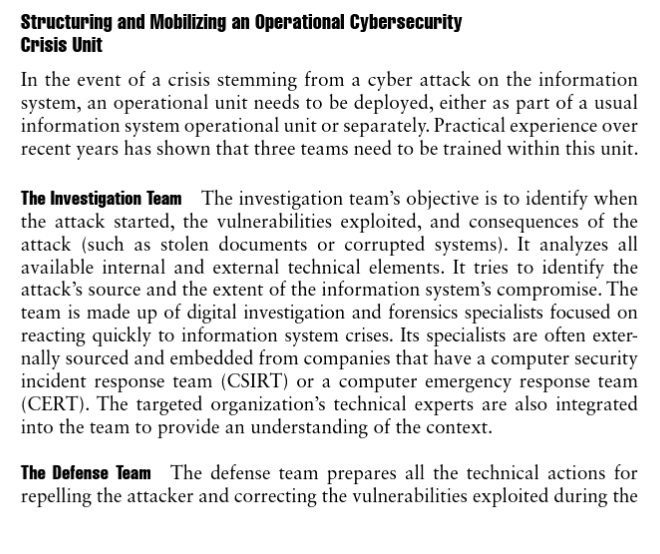 Structuring and Mobilizing an Operational Cybersecurity
Crisis Unit
In the event of a crisis stemming from a cyber attack on the information
system, an operational unit needs to be deployed, either as part of a usual
information system operational unit or separately. Practical experience over
recent years has shown that three teams need to be trained within this unit.
The Investigation Team The investigation team's objective is to identify when
the attack started, the vulnerabilities exploited, and consequences of the
attack (such as stolen documents or corrupted systems). It analyzes all
available internal and external technical elements. It tries to identify the
attack's source and the extent of the information system's compromise. The
team is made up of digital investigation and forensics specialists focused on
reacting quickly to information system crises. Its specialists are often exter-
nally sourced and embedded from companies that have a computer security
incident response team (CSIRT) or a computer emergency response team
(CERT). The targeted organization's technical experts are also integrated
into the team to provide an understanding of the context.
The Defense Team The defense team prepares all the technical actions for
repelling the attacker and correcting the vulnerabilities exploited during the